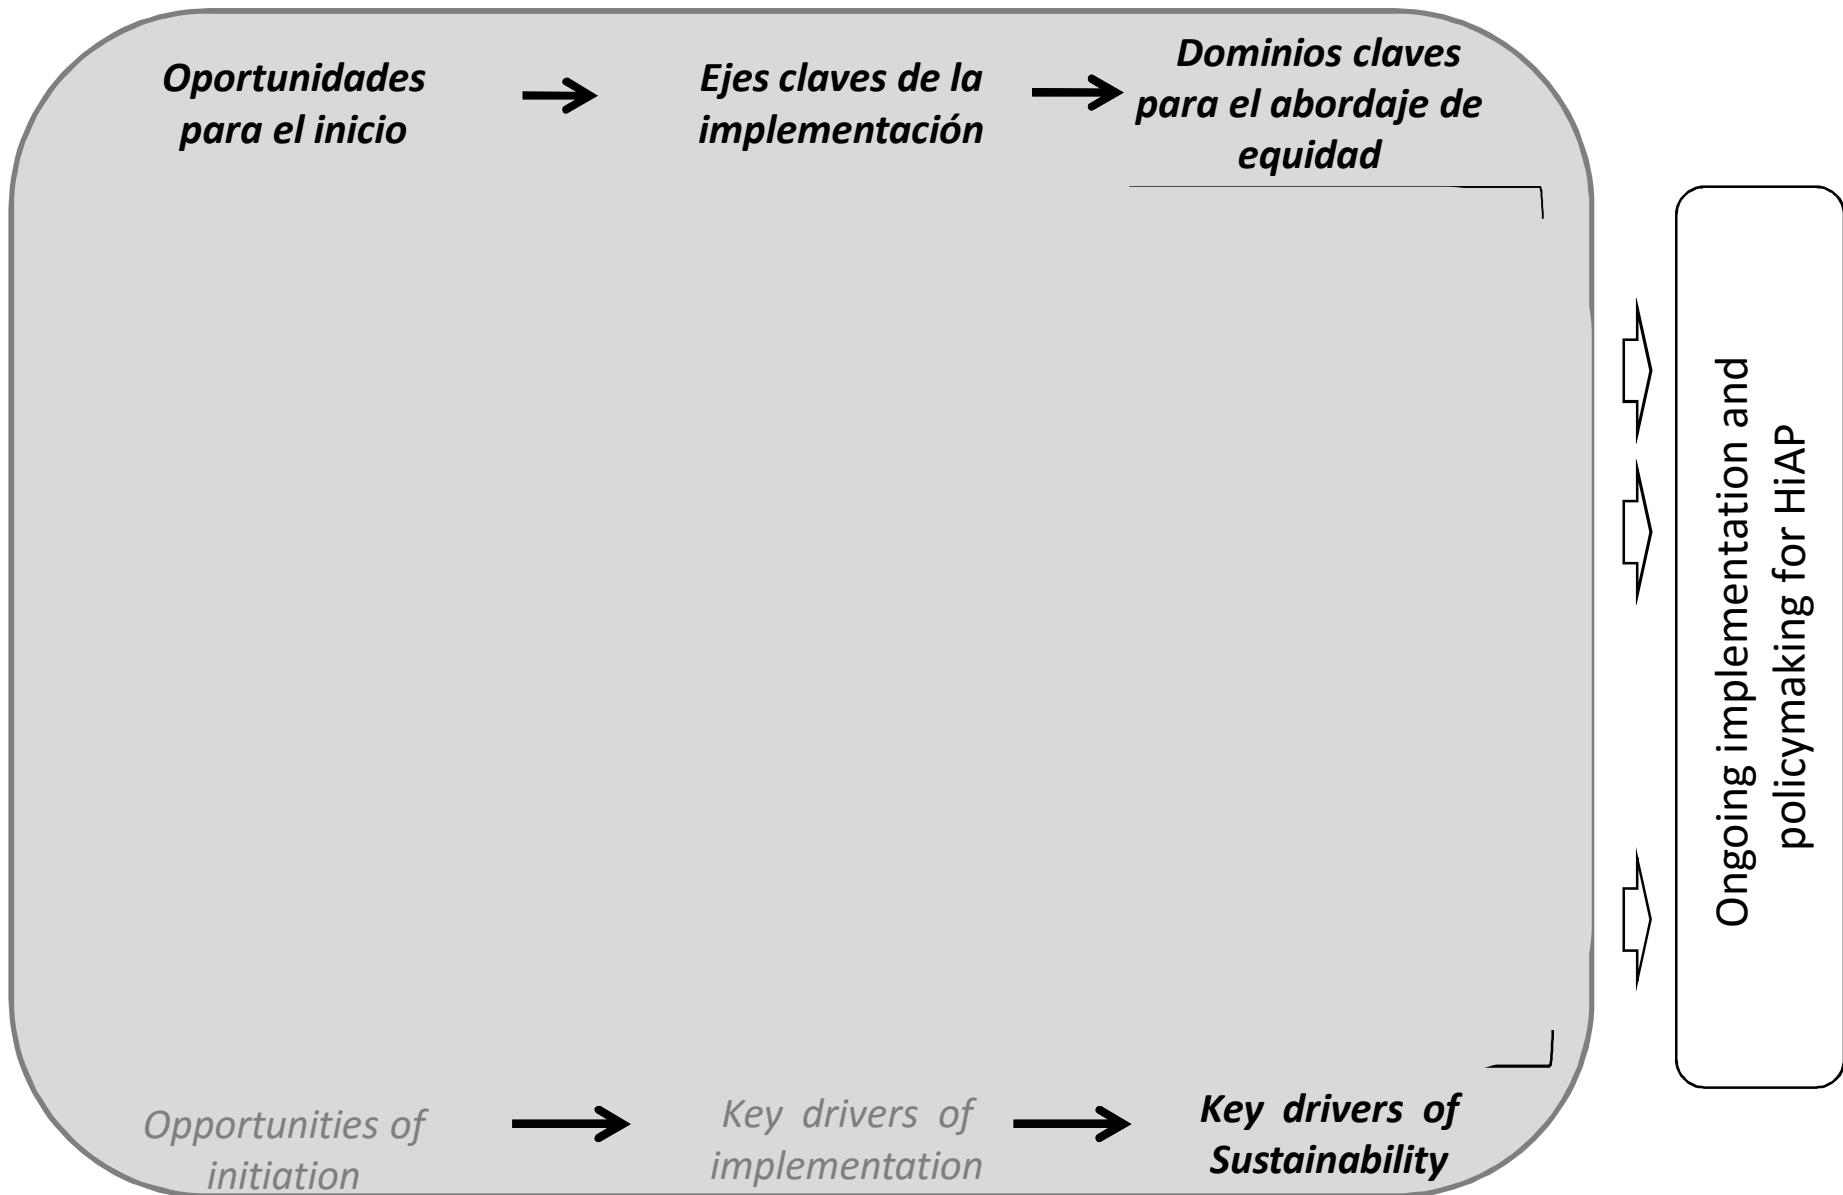 Oportunidades
para el inicio
Ejes claves de la
implementación
Dominios claves
para el abordaje de
equidad
Ongoing implementation and
policymaking for HiAP
Opportunities of
initiation
Key drivers of
implementation
Key drivers of
Sustainability